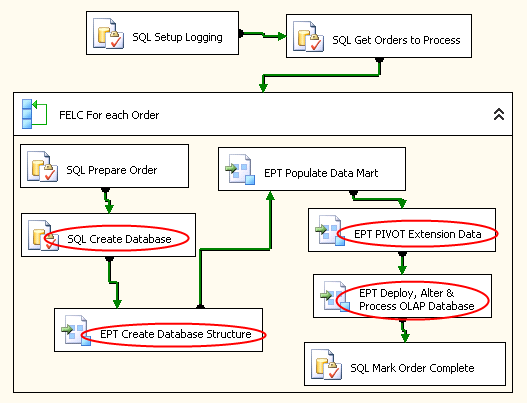 SQL Setup Logging
SQL Get Orders to Process
FELC For each Order
SQL Prepare Order
EPT Populate Data Mart
SQL Create Database
EPT PIVOT Extension Data
EPT Create Database Structure
EPT Deploy, Alter &
Process OLAP Database
SQL Mark Order Complete